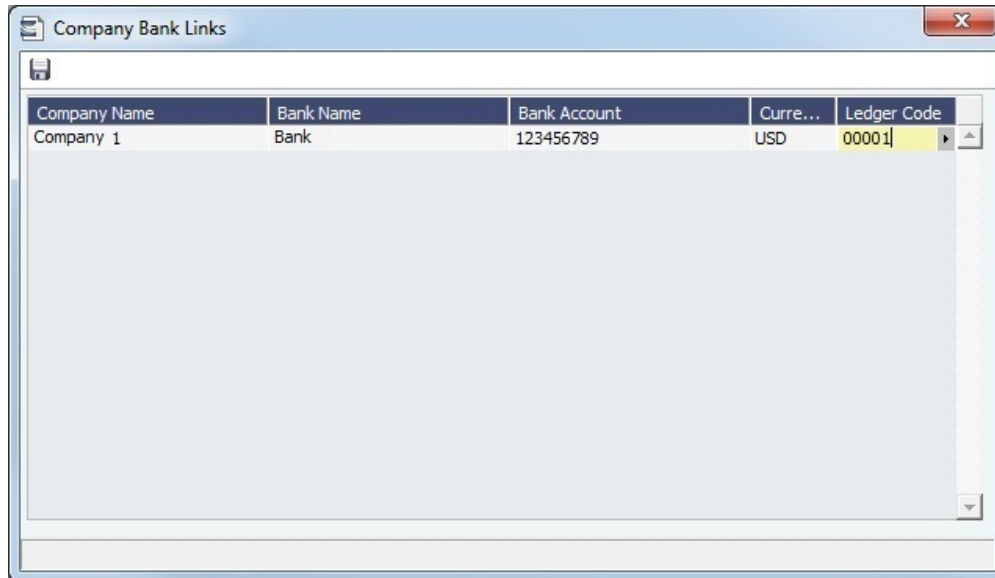 Company Bank Links
Company Name Bank Name Bank Account Curre... Ledger Code
Company 1 Bank 123456789 USD 00001